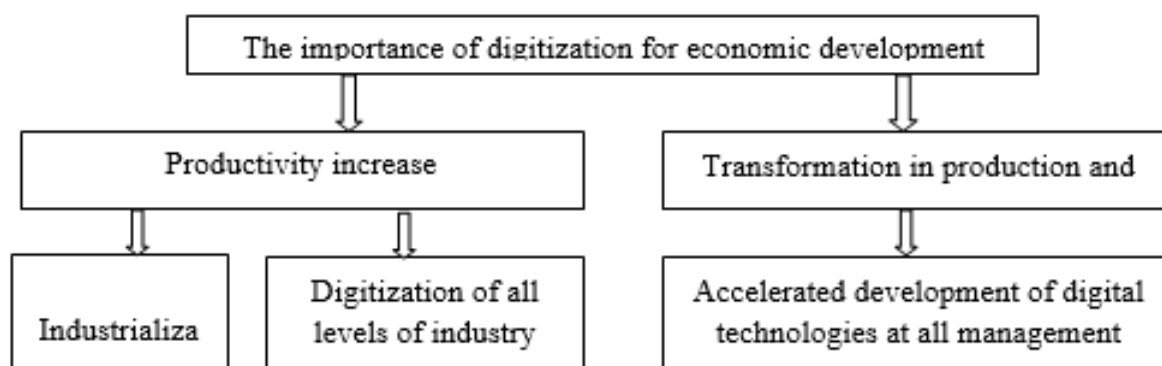 The importance of digitization for economic development
Productivity increase
Transformation in production and
Industrializa
Digitization of all
levels of industry
Accelerated development of digital
technologies at all management